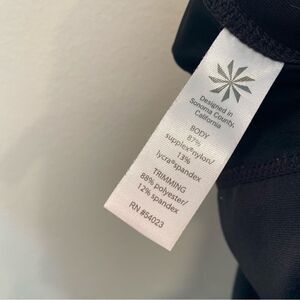 Designed in
Sonoma County,
California
BODY
87%
supplex®nylon/
13%
lycra®spandex
TRIMMING
88% polyester/
12% spandex
RN #54023